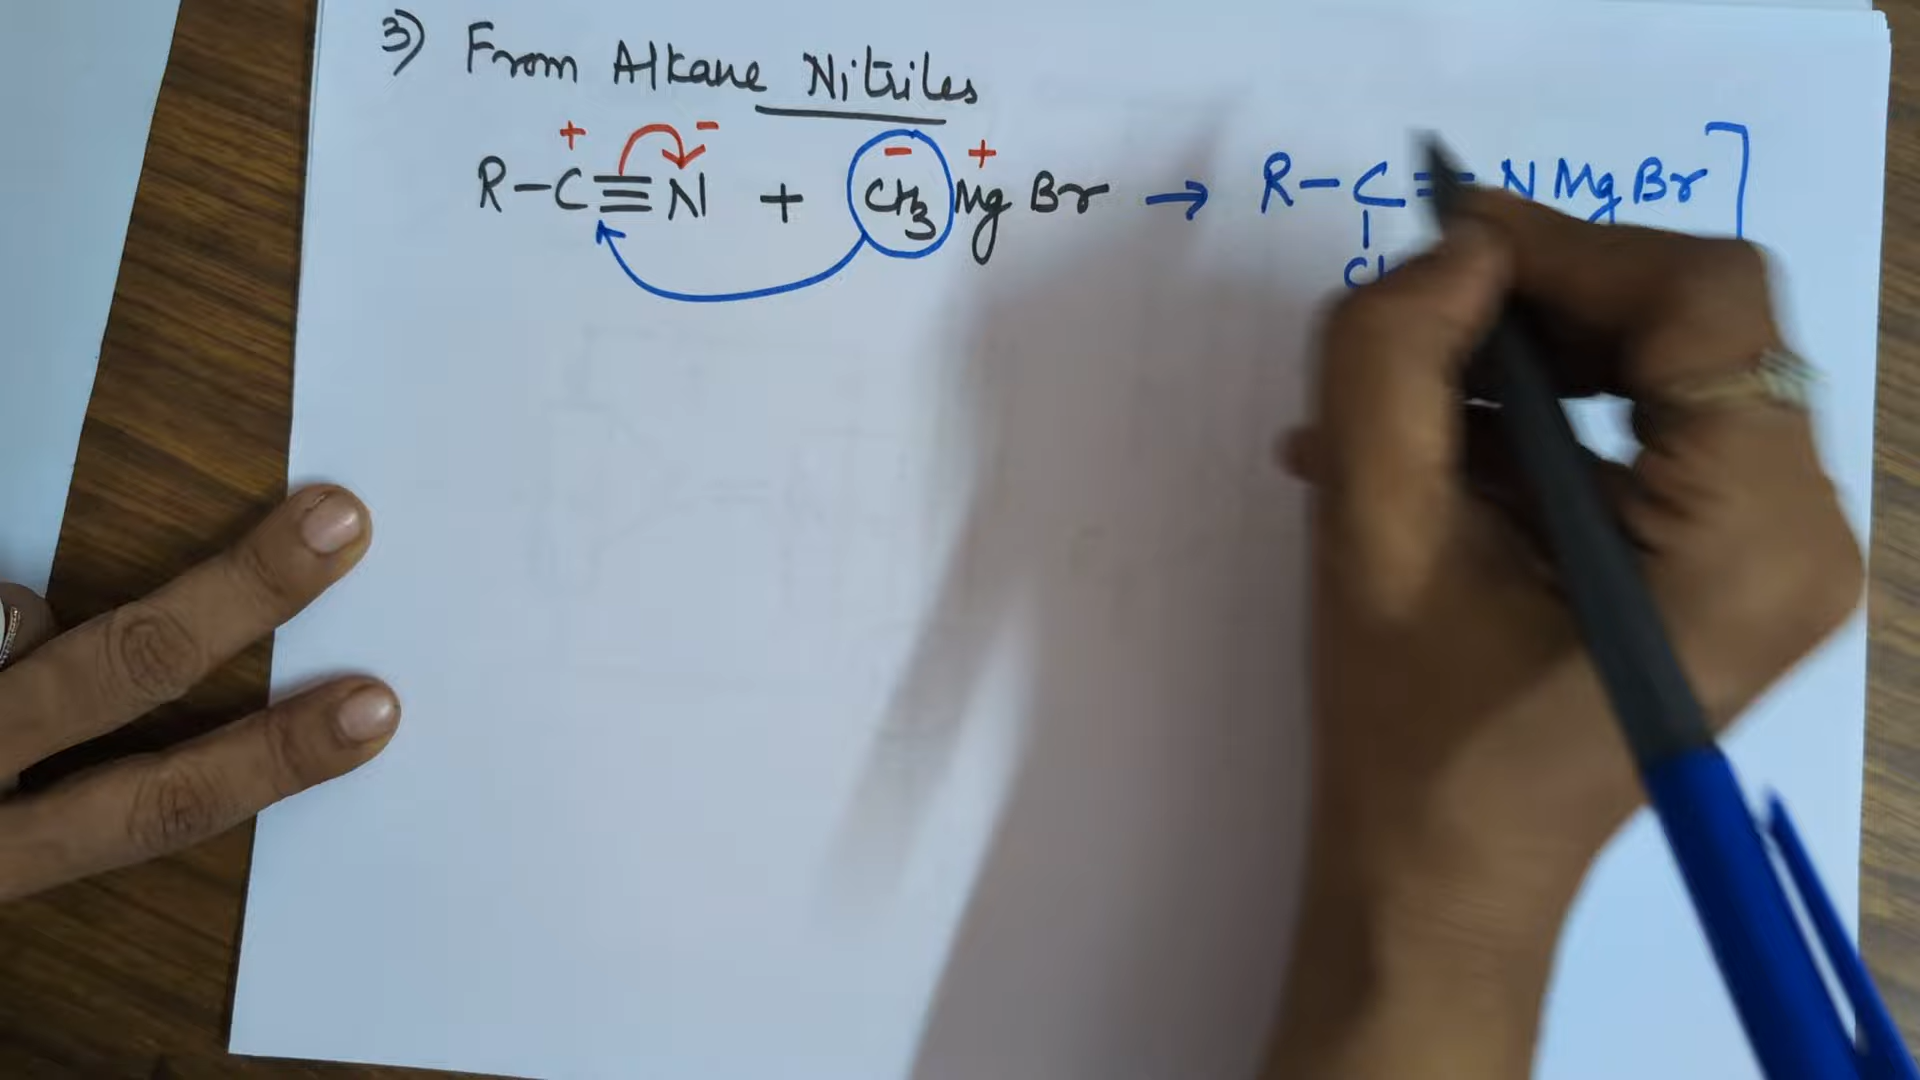 3) From Alkane Nitriles
+ - - +
R-C≡N + CH3MgBr → R-C=NMgBr]